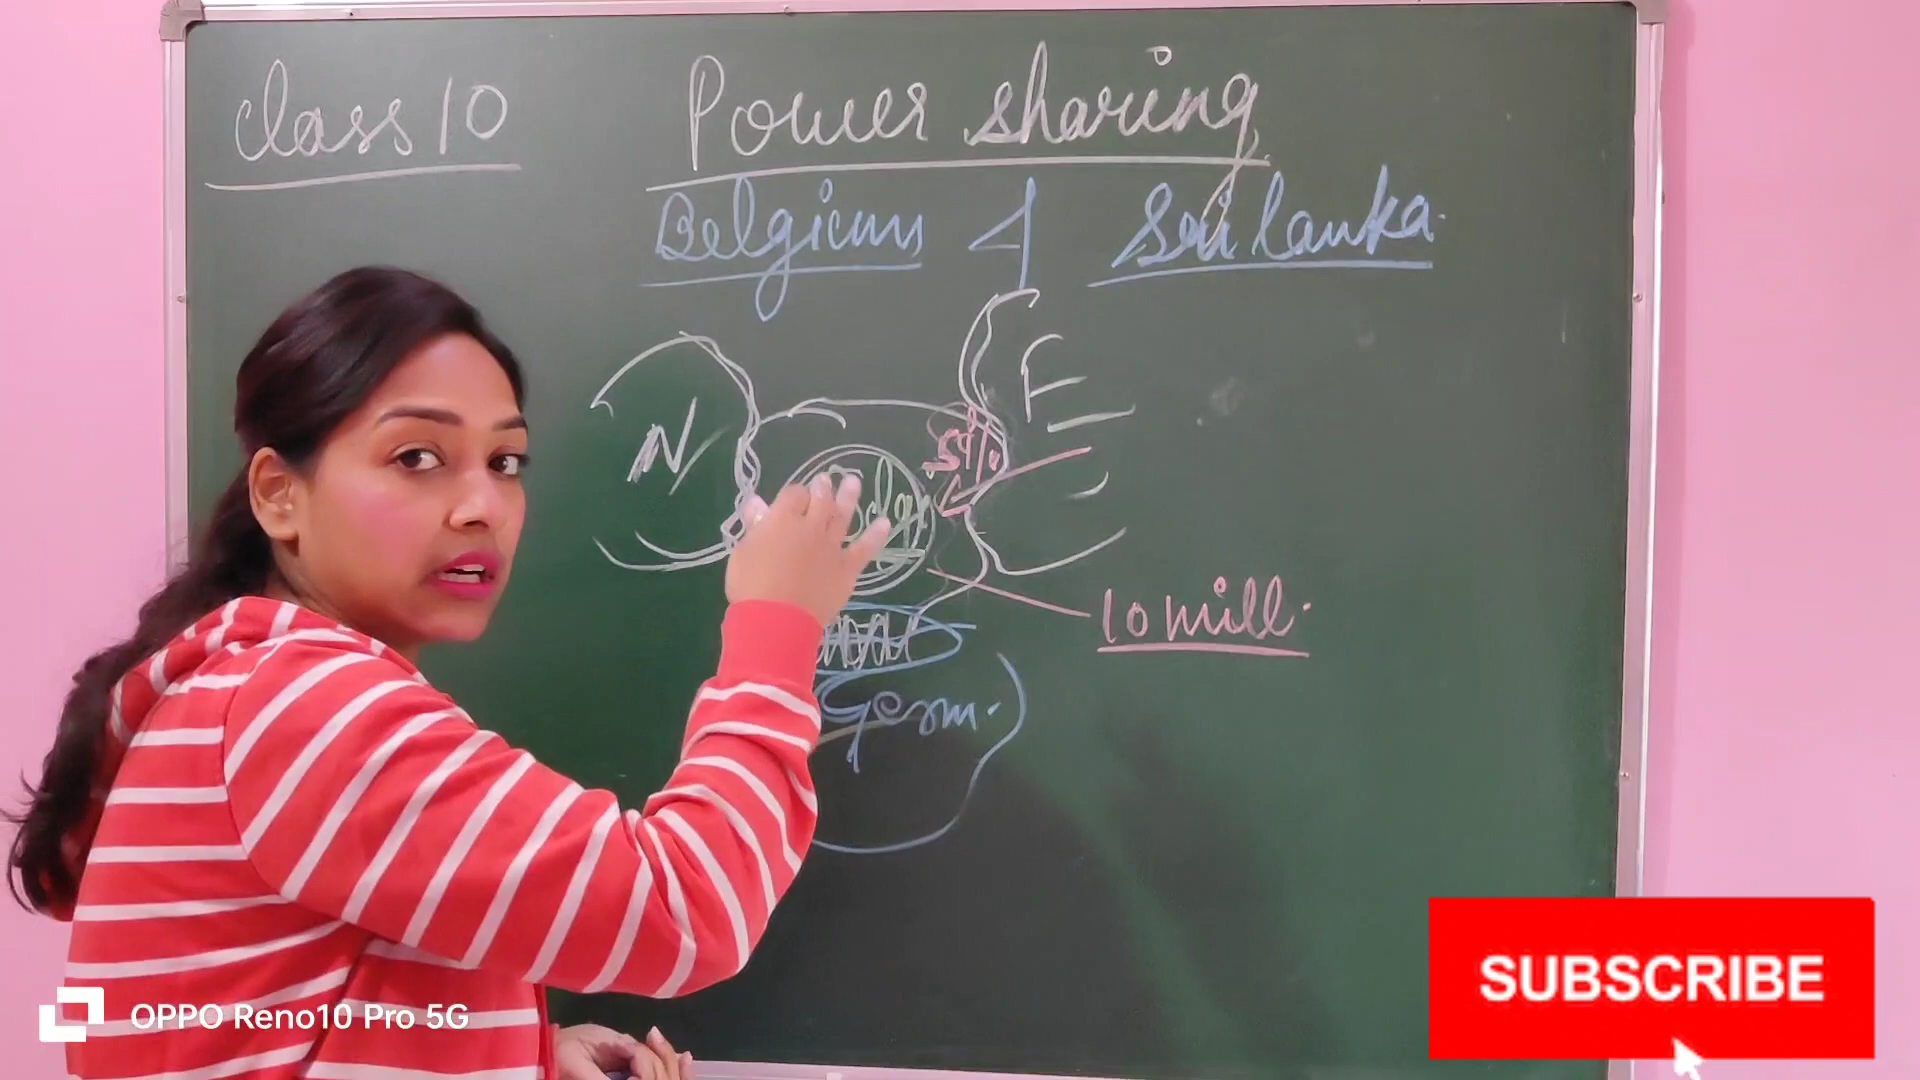 Class 10
Power sharing
Belgium & Sri lanka
N
F
59%
10 mill.
Germ.
OPPO Reno10 Pro 5G
SUBSCRIBE